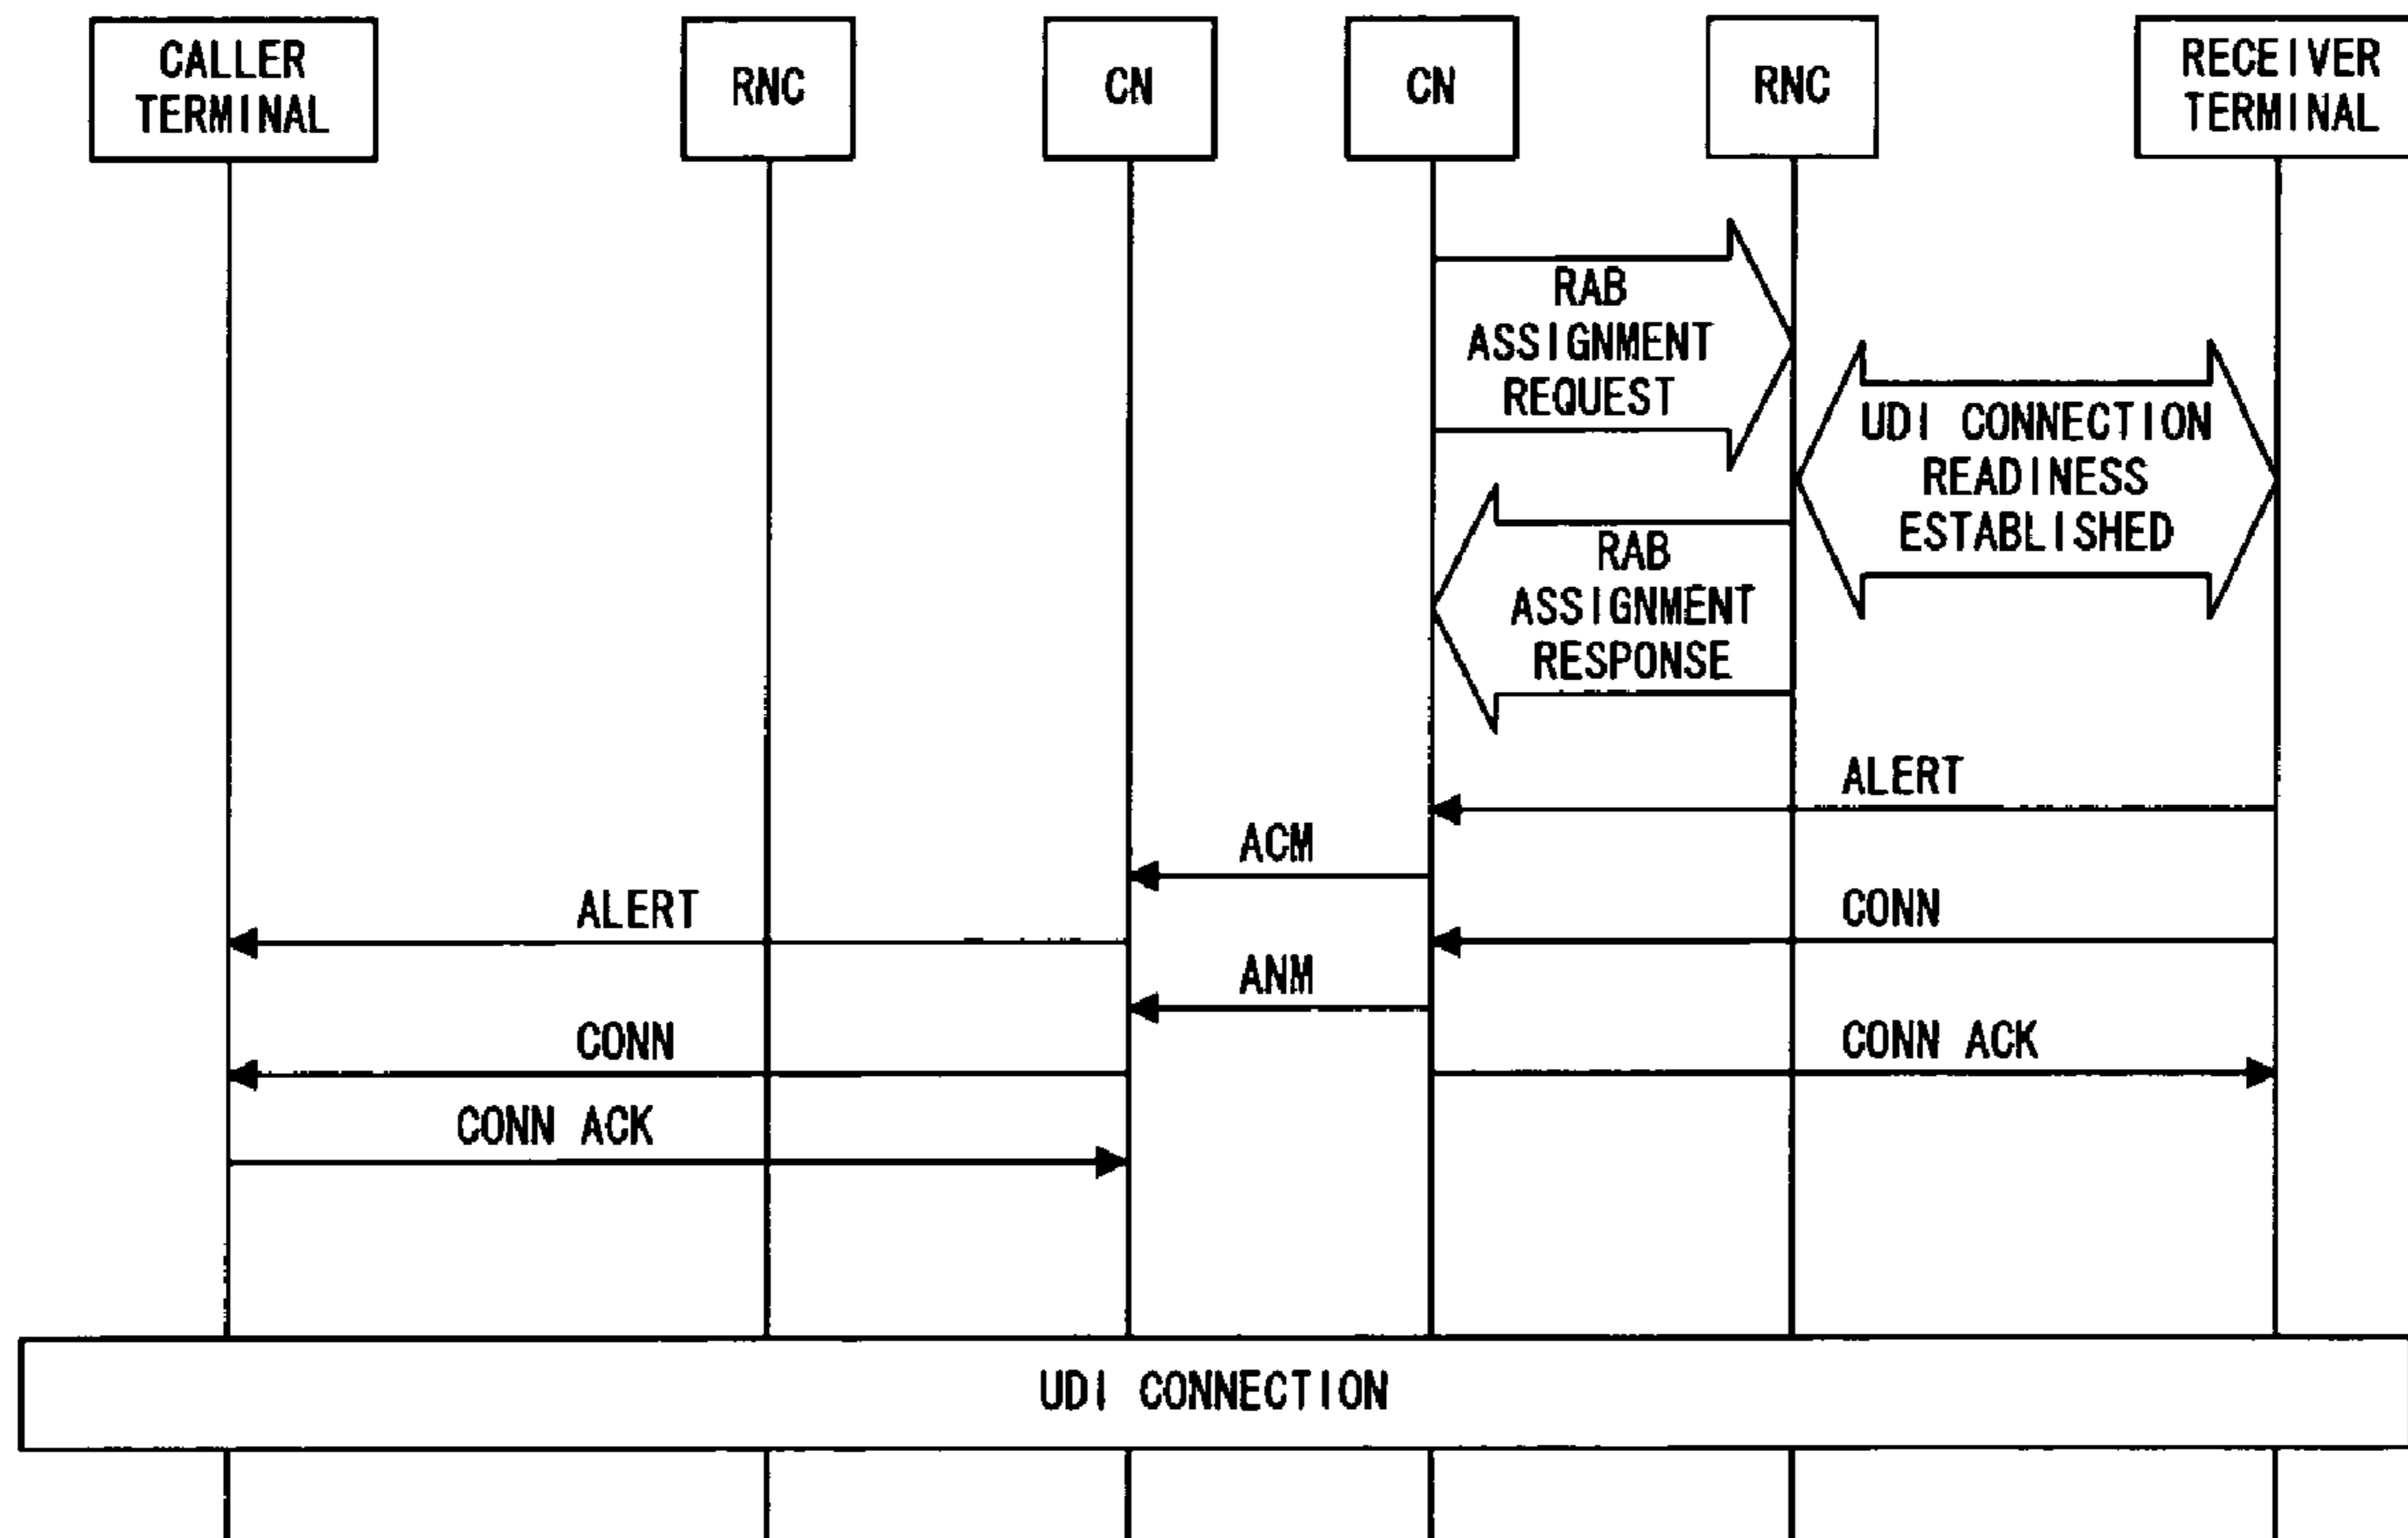 CALLER
TERMINAL
RNC
CN
CN
RNC
RECEIVER
TERMINAL
RAB
ASSIGNMENT
REQUEST
UDI CONNECTION
READINESS
ESTABLISHED
RAB
ASSIGNMENT
RESPONSE
ALERT
ACM
ALERT
CONN
ANM
CONN
CONN ACK
CONN ACK
UDI CONNECTION